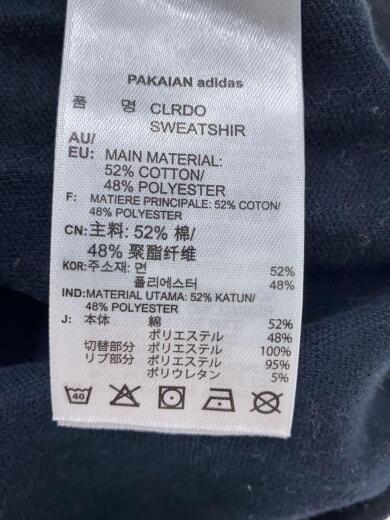 PAKAIAN adidas
품 명 CLRDO
SWEATSHIR
AU/
EU: MAIN MATERIAL:
52% COTTON/
48% POLYESTER
F: MATIERE PRINCIPALE: 52% COTON/
48% POLYESTER
CN:主料: 52% 棉/
48% 聚酯纤维
KOR:주소재: 면 52%
폴리에스터 48%
IND:MATERIAL UTAMA: 52% KATUN/
48% POLYESTER
J: 本体 綿 52%
ポリエステル 48%
切替部分 ポリエステル 100%
リブ部分 ポリエステル 95%
ポリウレタン 5%
40